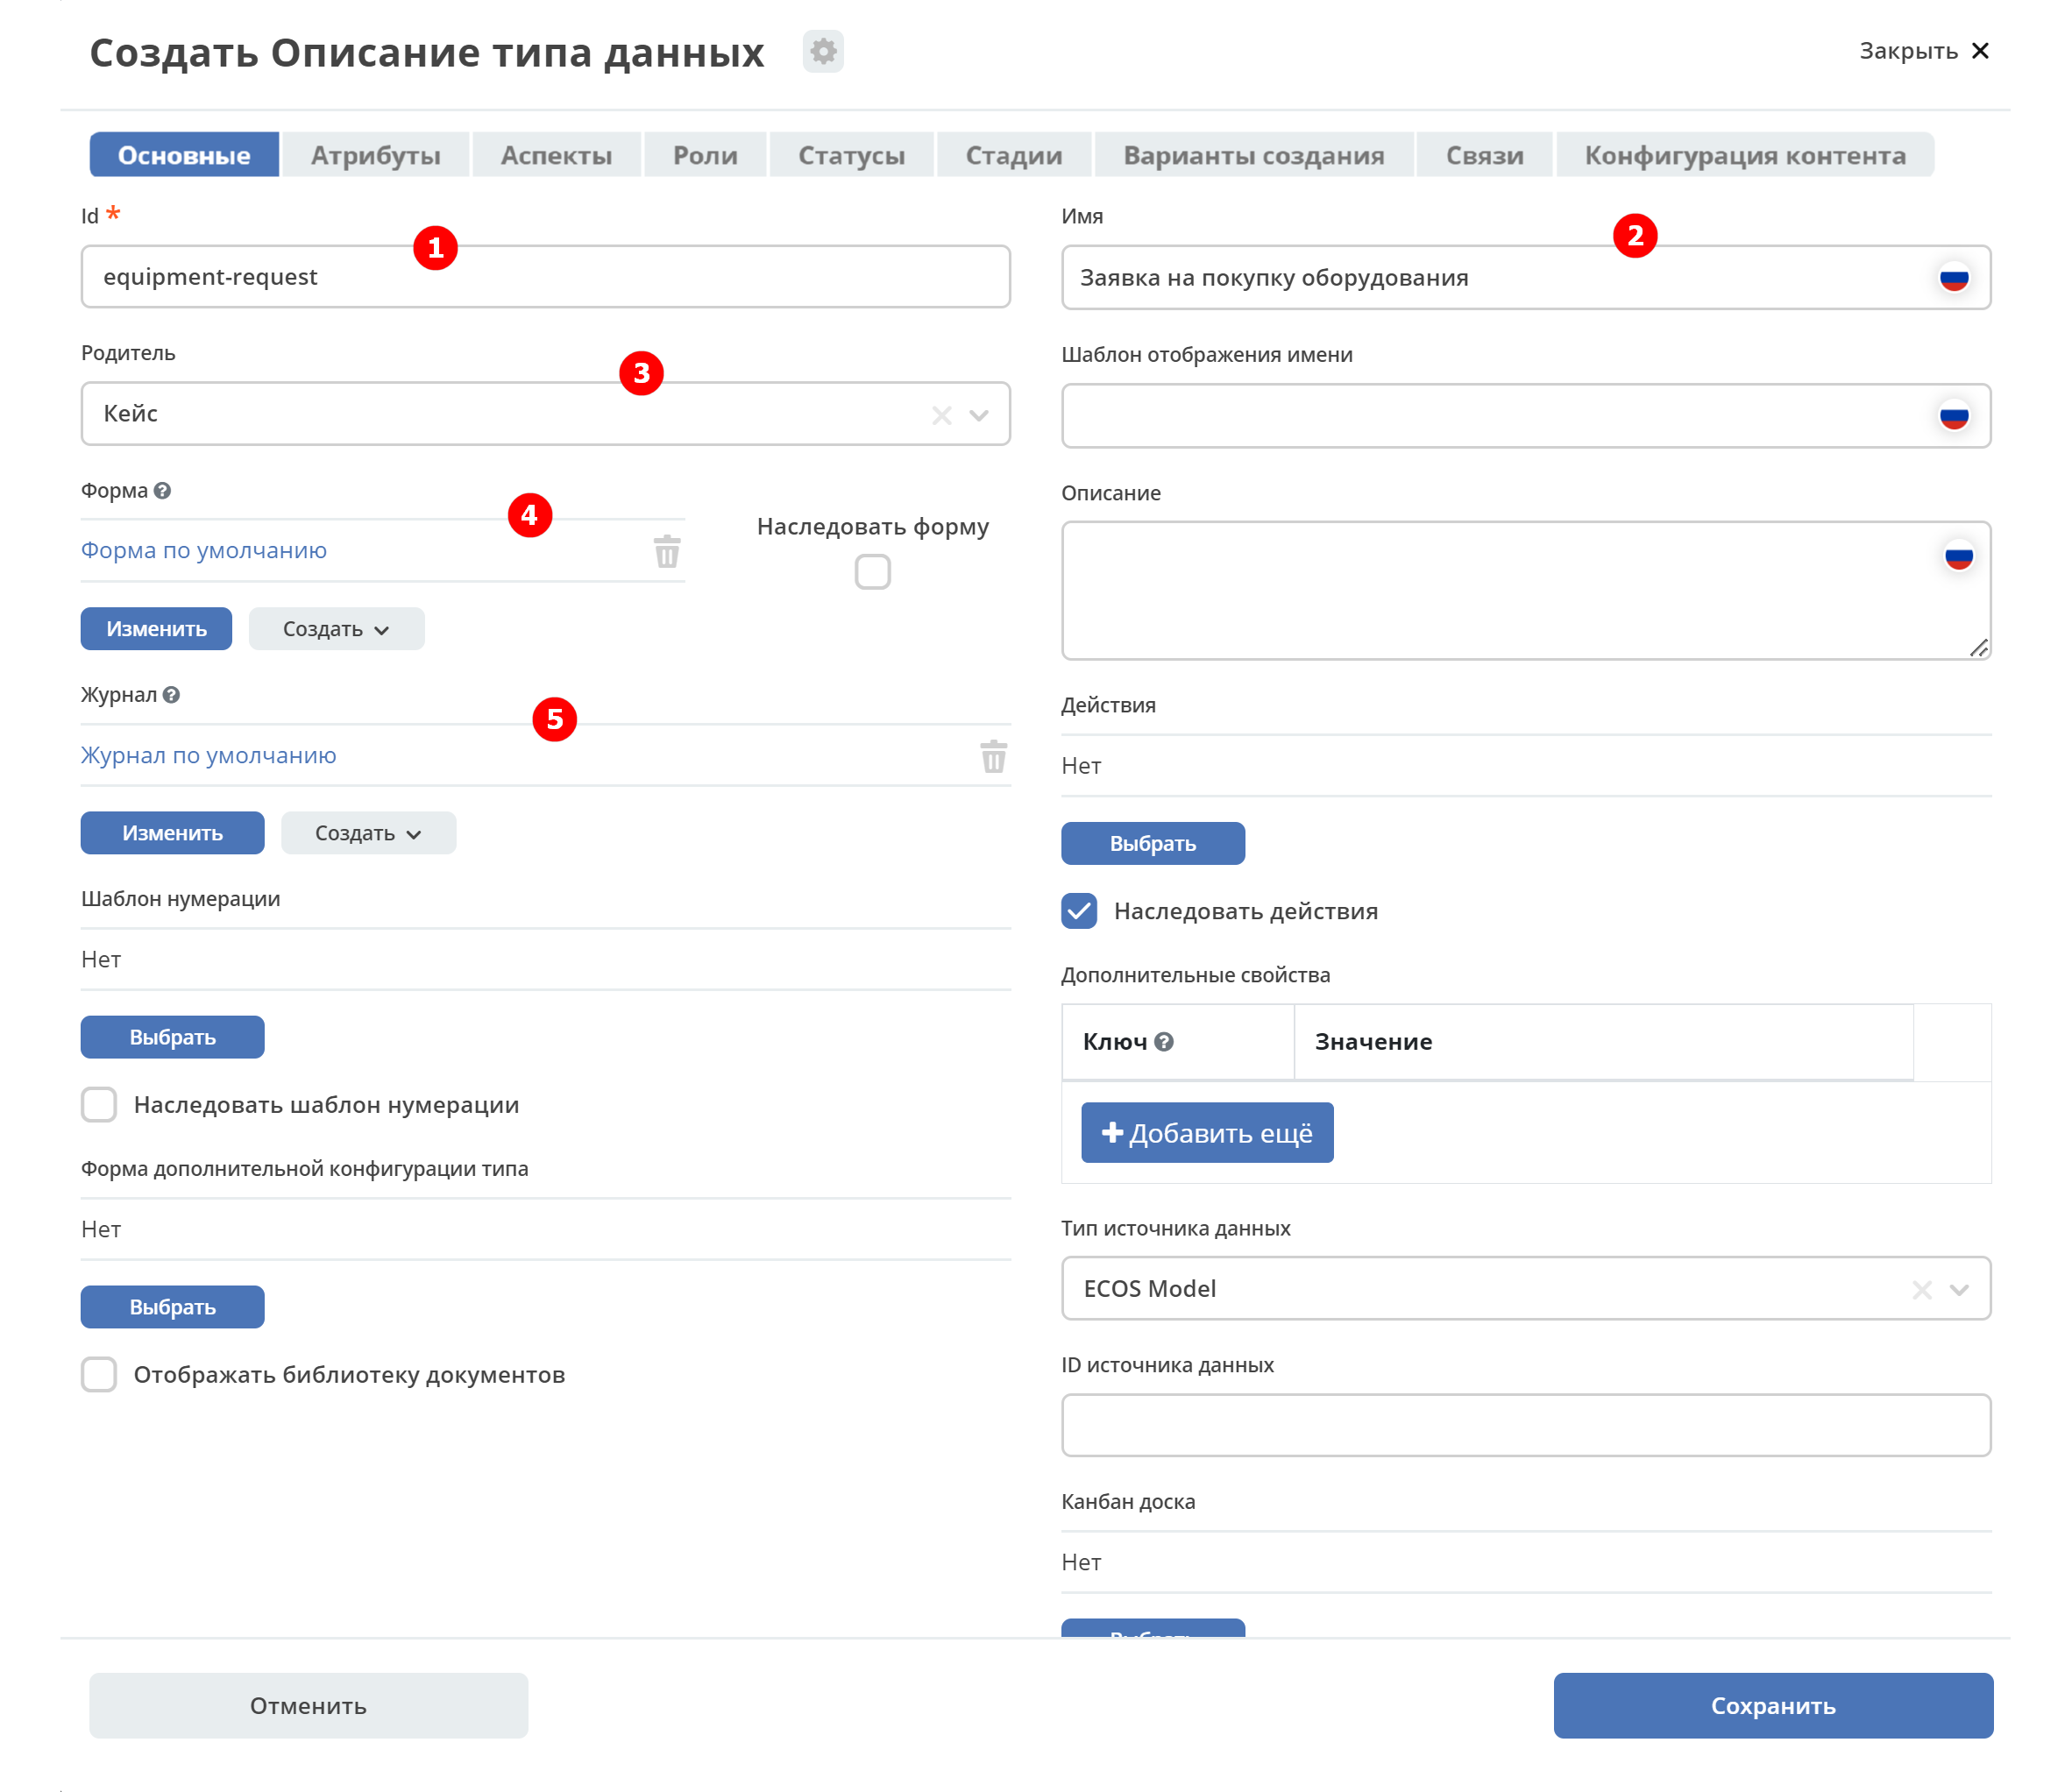 Создать Описание типа данных
Закрыть
Основные Атрибуты Аспекты Роли Статусы Стадии Варианты создания Связи Конфигурация контента
Id *
1
equipment-request
Родитель
3
Кейс
Форма
4
Форма по умолчанию
Наследовать форму
Изменить Создать
Журнал
5
Журнал по умолчанию
Изменить Создать
Шаблон нумерации
Нет
Выбрать
Наследовать шаблон нумерации
Форма дополнительной конфигурации типа
Нет
Выбрать
Отображать библиотеку документов
Имя
2
Заявка на покупку оборудования
Шаблон отображения имени
Описание
Действия
Нет
Выбрать
Наследовать действия
Дополнительные свойства
Ключ Значение
Добавить ещё
Тип источника данных
ECOS Model
ID источника данных
Канбан доска
Нет
Выбрать
Отменить
Сохранить